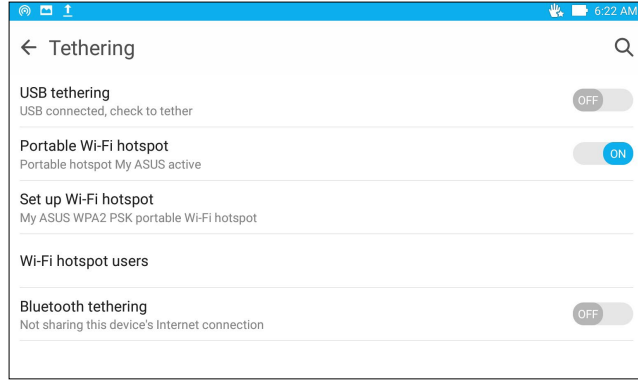 6:22 AM
Tethering
USB tethering
USB connected, check to tether
OFF
Portable Wi-Fi hotspot
Portable hotspot My ASUS active
ON
Set up Wi-Fi hotspot
My ASUS WPA2 PSK portable Wi-Fi hotspot
Wi-Fi hotspot users
Bluetooth tethering
Not sharing this device's Internet connection
OFF